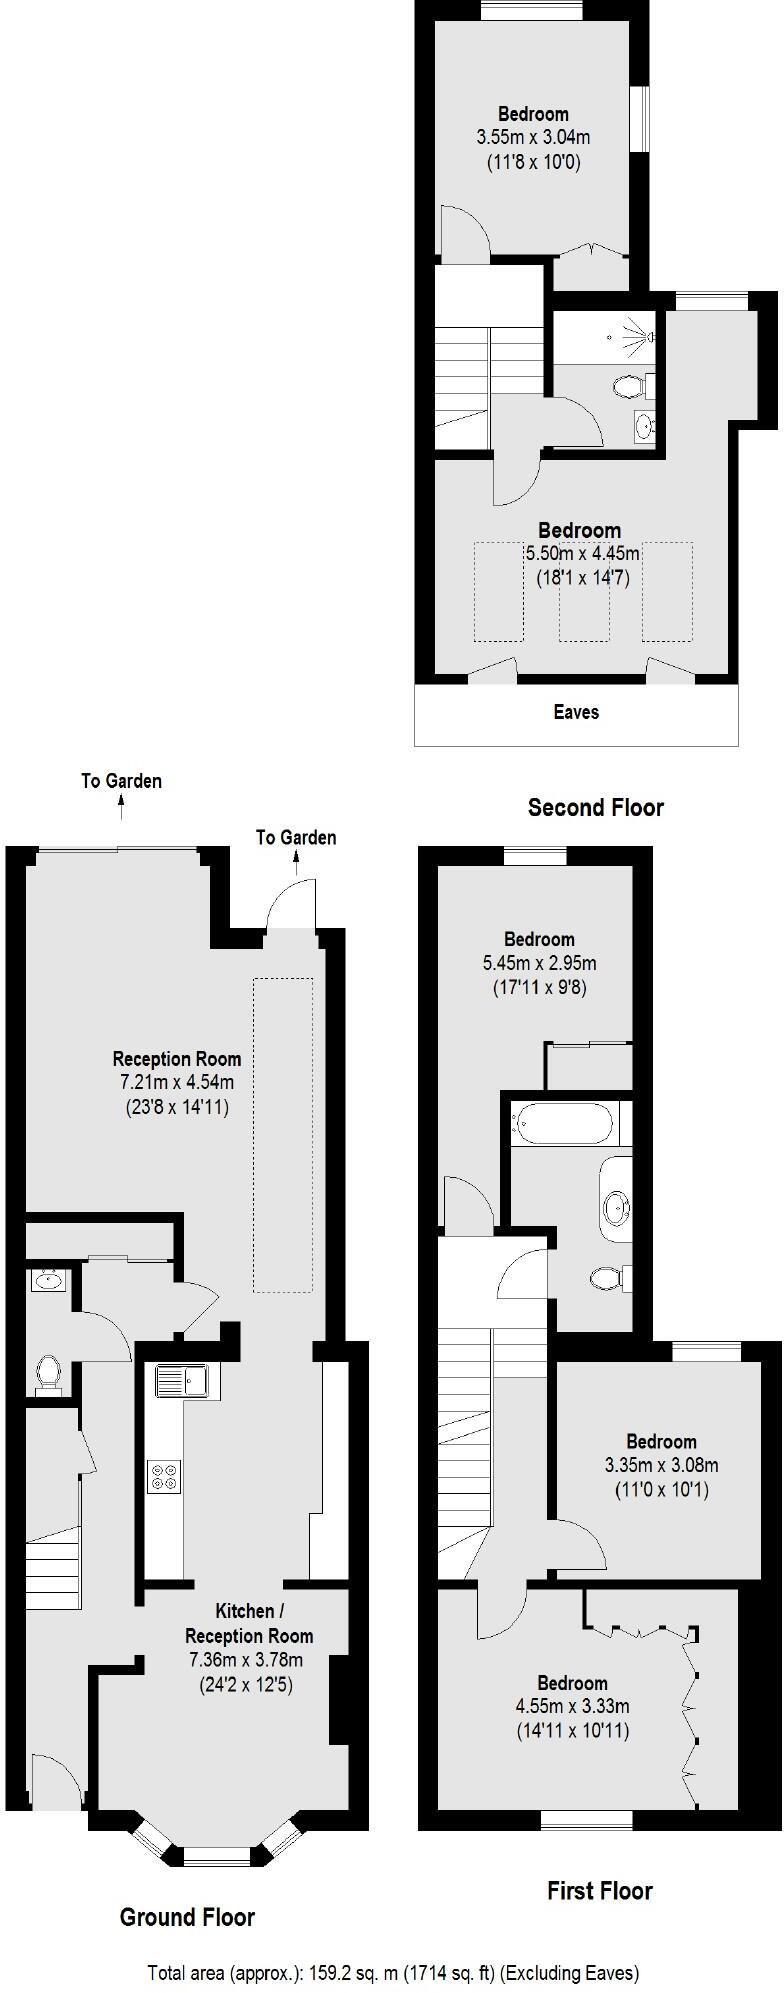 Bedroom
3.55m x 3.04m
(11'8 x 10'0)
Bedroom
5.50m x 4.45m
(18'1 x 14'7)
Eaves
Second Floor
To Garden
To Garden
Reception Room
7.21m x 4.54m
(23'8 x 14'11)
Kitchen /
Reception Room
7.36m x 3.78m
(24'2 x 12'5)
Ground Floor
Bedroom
5.45m x 2.95m
(17'11 x 9'8)
Bedroom
3.35m x 3.08m
(11'0 x 10'1)
Bedroom
4.55m x 3.33m
(14'11 x 10'11)
First Floor
Total area (approx.): 159.2 sq. m (1714 sq. ft) (Excluding Eaves)